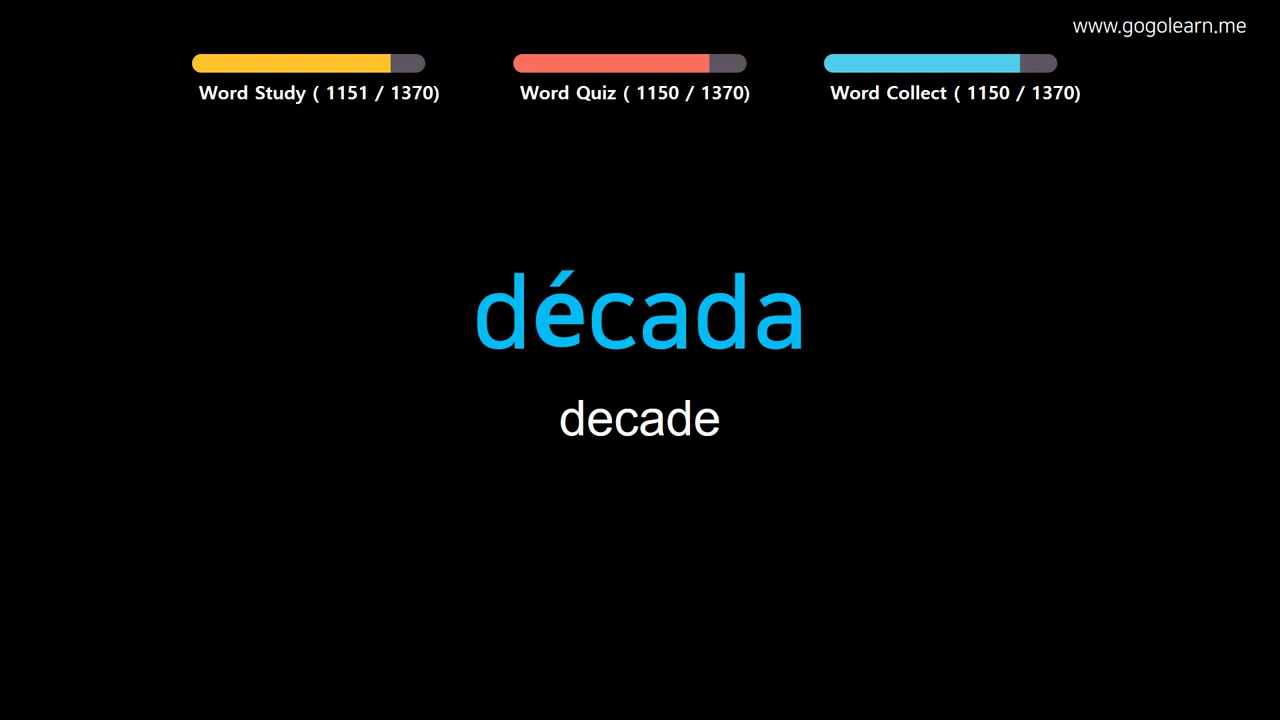 www.gogolearn.me
Word Study ( 1151 / 1370)
Word Quiz ( 1150 / 1370)
Word Collect ( 1150 / 1370)
década
decade